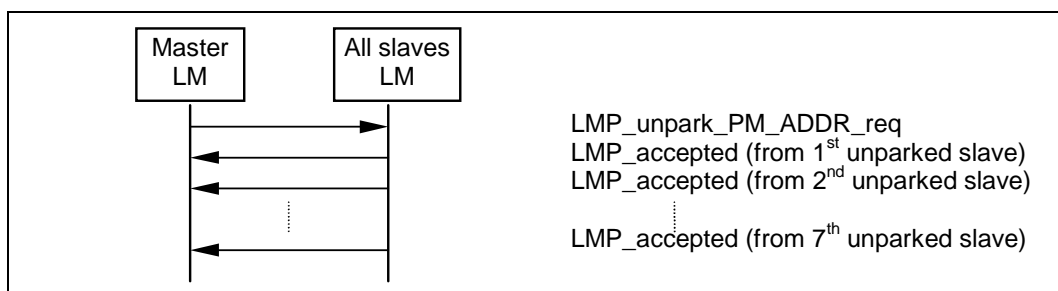 Master
LM
All slaves
LM
LMP_unpark_PM_ADDR_req
LMP_accepted (from 1st unparked slave)
LMP_accepted (from 2nd unparked slave)
LMP_accepted (from 7th unparked slave)